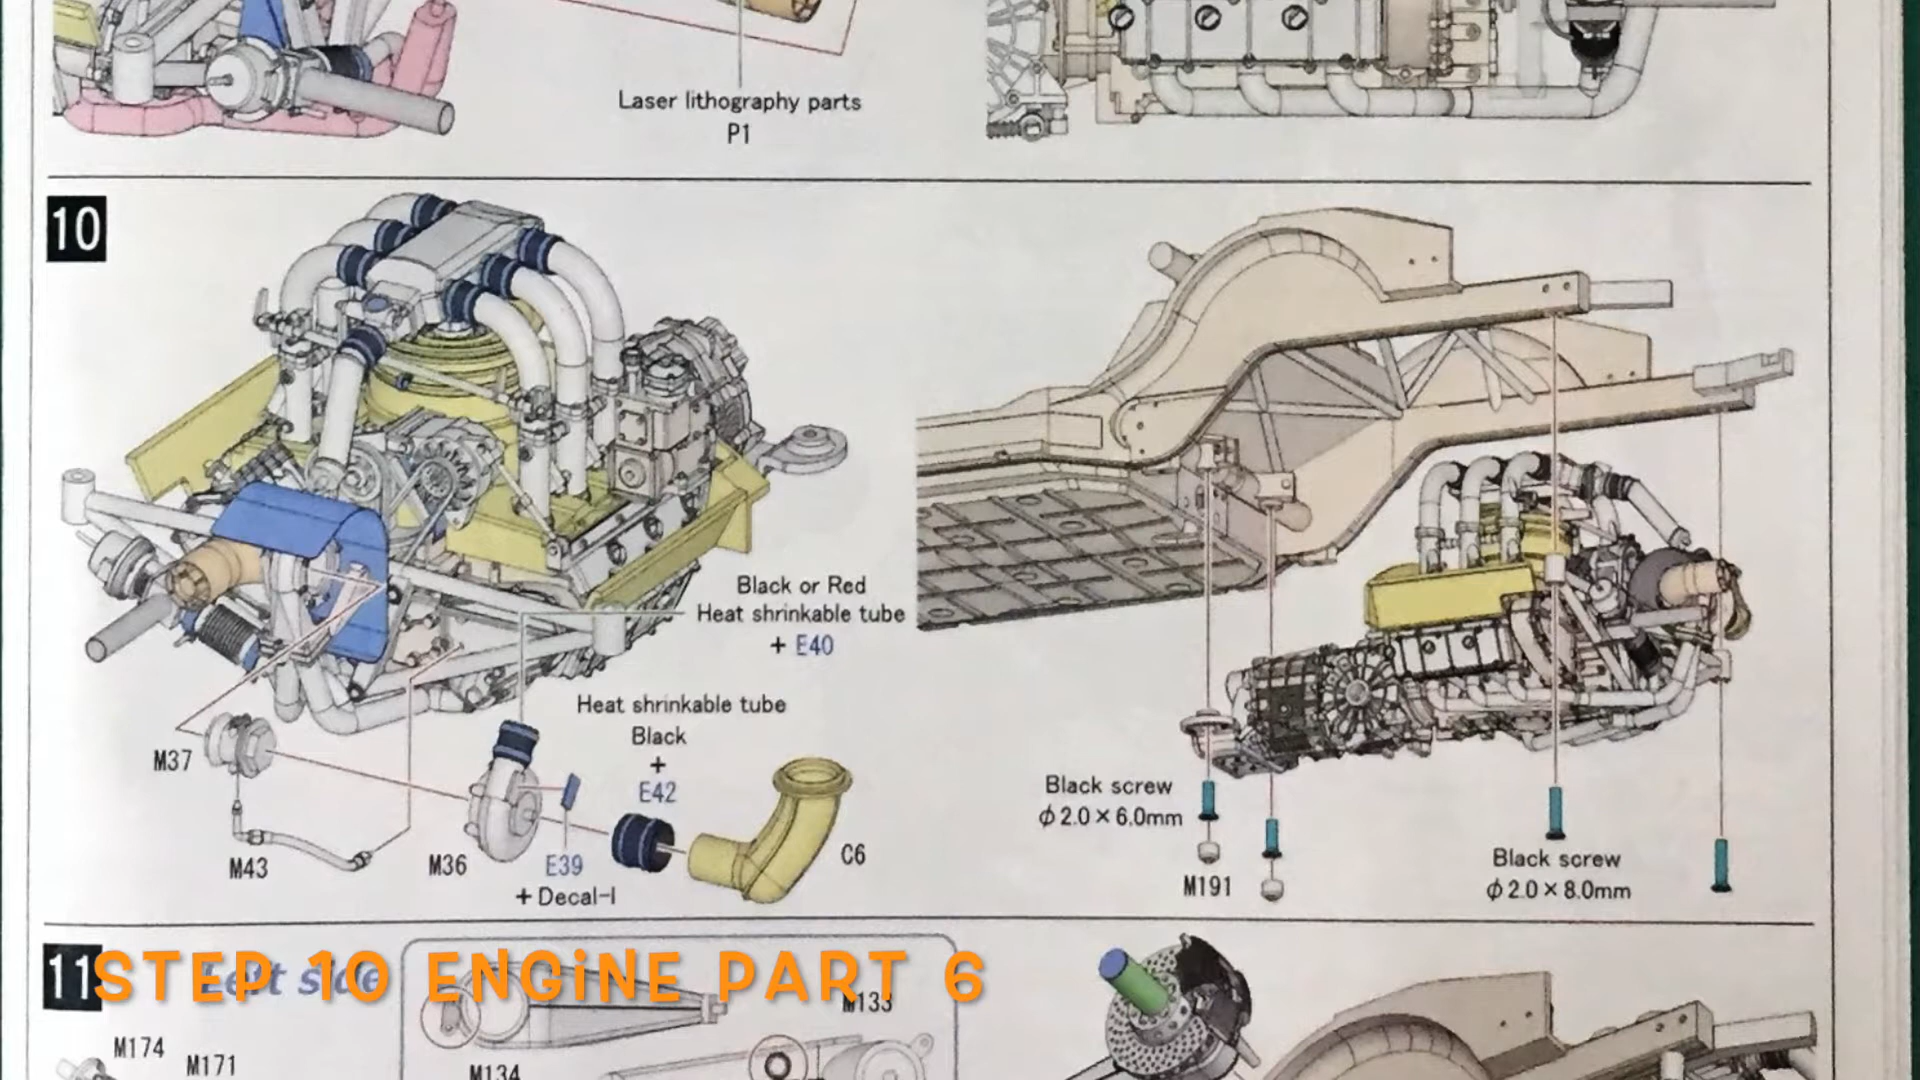 Laser lithography parts
P1
10
Black or Red
Heat shrinkable tube
+ E40
Heat shrinkable tube
Black
+
E42
M37
M43
M36
E39
+ Decal-I
C6
Black screw
φ2.0×6.0mm
M191
Black screw
φ2.0×8.0mm
11
Left side
STEP 10 ENGINE PART 6
M133
M174
M171
M134